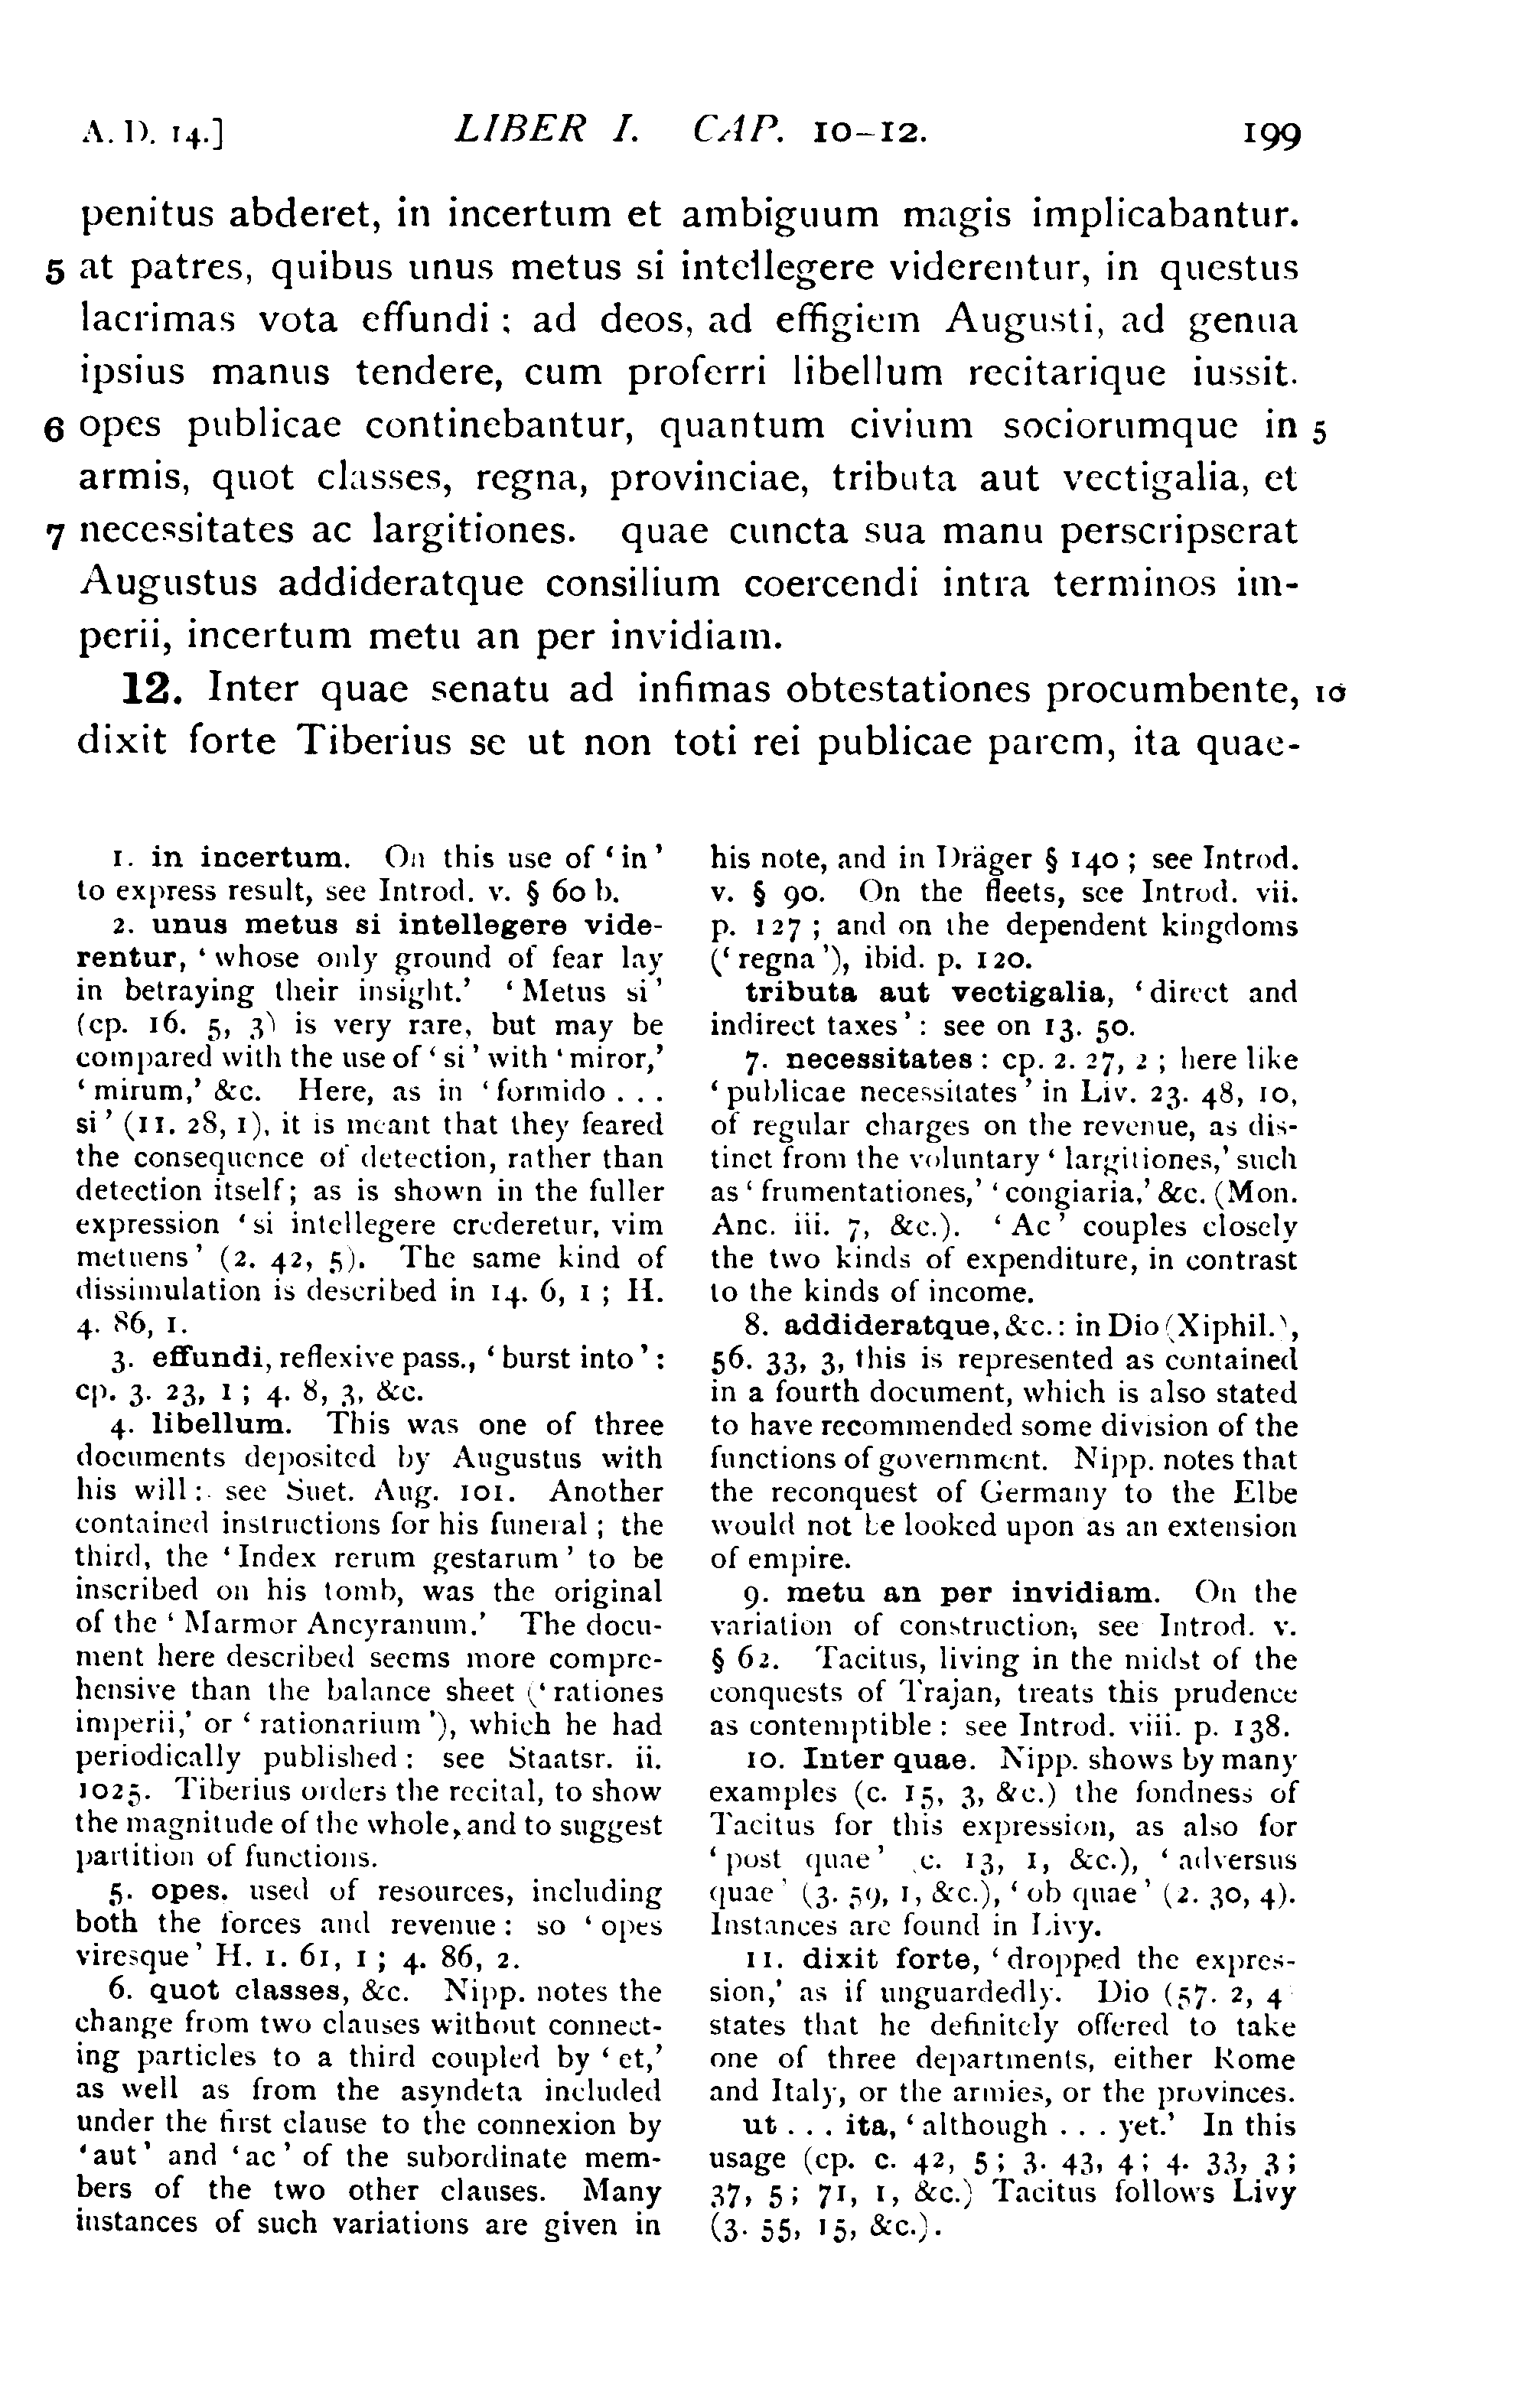 A. D. 14.] LIBER I. CAP. 10–12. 199
penitus abderet, in incertum et ambiguum magis implicabantur.
5 at patres, quibus unus metus si intellegere viderentur, in questus
lacrimas vota effundi; ad deos, ad effigiem Augusti, ad genua
ipsius manus tendere, cum proferri libellum recitarique iussit.
6 opes publicae continebantur, quantum civium sociorumque in 5
armis, quot classes, regna, provinciae, tributa aut vectigalia, et
7 necessitates ac largitiones. quae cuncta sua manu perscripserat
Augustus addideratque consilium coercendi intra terminos im-
perii, incertum metu an per invidiam.
12. Inter quae senatu ad infimas obtestationes procumbente, 10
dixit forte Tiberius se ut non toti rei publicae parem, ita quae-
1. in incertum. On this use of ‘in’
to express result, see Introd. v. § 60 b.
2. unus metus si intellegere vide-
rentur, ‘whose only ground of fear lay
in betraying their insight.’ ‘Metus si’
(cp. 16. 5, 3) is very rare, but may be
compared with the use of ‘si’ with ‘miror,’
‘mirum,’ &c. Here, as in ‘formido . . .
si’ (11. 28, 1), it is meant that they feared
the consequence of detection, rather than
detection itself; as is shown in the fuller
expression ‘si intellegere crederetur, vim
metuens’ (2. 42, 5). The same kind of
dissimulation is described in 14. 6, 1; H.
4. 86, 1.
3. effundi, reflexive pass., ‘burst into’:
cp. 3. 23, 1; 4. 8, 3, &c.
4. libellum. This was one of three
documents deposited by Augustus with
his will: see Suet. Aug. 101. Another
contained instructions for his funeral; the
third, the ‘Index rerum gestarum’ to be
inscribed on his tomb, was the original
of the ‘Marmor Ancyranum.’ The docu-
ment here described seems more compre-
hensive than the balance sheet (‘rationes
imperii,’ or ‘rationarium’), which he had
periodically published: see Staatsr. ii.
1025. Tiberius orders the recital, to show
the magnitude of the whole, and to suggest
partition of functions.
5. opes. used of resources, including
both the forces and revenue: so ‘opes
viresque’ H. 1. 61, 1; 4. 86, 2.
6. quot classes, &c. Nipp. notes the
change from two clauses without connect-
ing particles to a third coupled by ‘et,’
as well as from the asyndeta included
under the first clause to the connexion by
‘aut’ and ‘ac’ of the subordinate mem-
bers of the two other clauses. Many
instances of such variations are given in
his note, and in Dräger § 140; see Introd.
v. § 90. On the fleets, see Introd. vii.
p. 127; and on the dependent kingdoms
(‘regna’), ibid. p. 120.
tributa aut vectigalia, ‘direct and
indirect taxes’: see on 13. 50.
7. necessitates: cp. 2. 27, 2; here like
‘publicae necessitates’ in Liv. 23. 48, 10,
of regular charges on the revenue, as dis-
tinct from the voluntary ‘largitiones,’ such
as ‘frumentationes,’ ‘congiaria,’ &c. (Mon.
Anc. iii. 7, &c.). ‘Ac’ couples closely
the two kinds of expenditure, in contrast
to the kinds of income.
8. addideratque, &c.: in Dio (Xiphil.),
56. 33, 3, this is represented as contained
in a fourth document, which is also stated
to have recommended some division of the
functions of government. Nipp. notes that
the reconquest of Germany to the Elbe
would not be looked upon as an extension
of empire.
9. metu an per invidiam. On the
variation of construction, see Introd. v.
§ 62. Tacitus, living in the midst of the
conquests of Trajan, treats this prudence
as contemptible: see Introd. viii. p. 138.
10. Inter quae. Nipp. shows by many
examples (c. 15, 3, &c.) the fondness of
Tacitus for this expression, as also for
‘post quae’ (c. 13, 1, &c.), ‘adversus
quae’ (3. 59, 1, &c.), ‘ob quae’ (2. 30, 4).
Instances are found in Livy.
11. dixit forte, ‘dropped the expres-
sion,’ as if unguardedly. Dio (57. 2, 4
states that he definitely offered to take
one of three departments, either Rome
and Italy, or the armies, or the provinces.
ut . . . ita, ‘although . . . yet.’ In this
usage (cp. c. 42, 5; 3. 43, 4; 4. 33, 3;
37, 5; 71, 1, &c.) Tacitus follows Livy
(3. 55, 15, &c.).